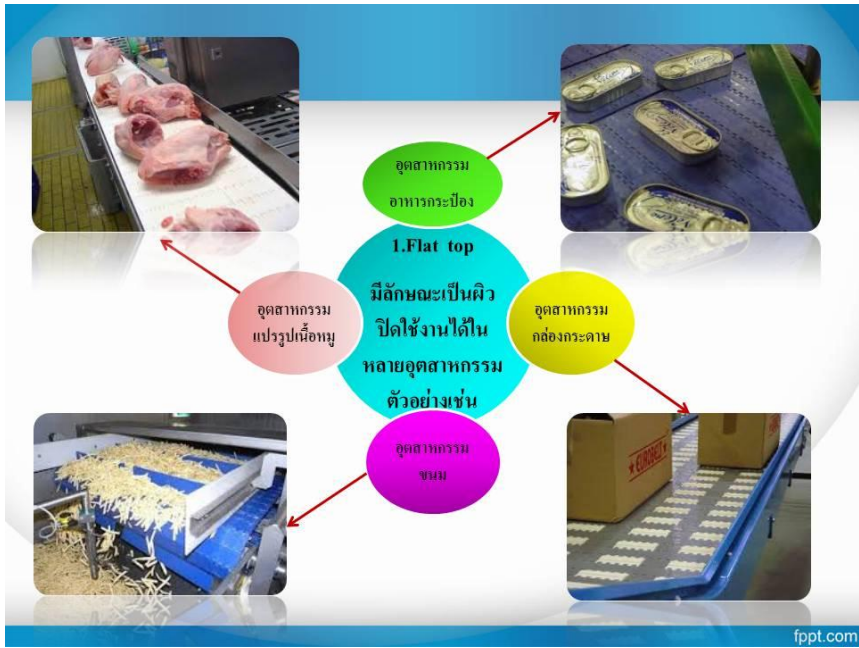 อุตสาหกรรม
อาหารกระป๋อง
1.Flat top
มีลักษณะเป็นผิว
ปิดใช้งานได้ใน
หลายอุตสาหกรรม
ตัวอย่างเช่น
อุตสาหกรรม
แปรรูปเนื้อหมู
อุตสาหกรรม
กล่องกระดาษ
อุตสาหกรรม
ขนม
★ EUROBELT ★
fppt.com